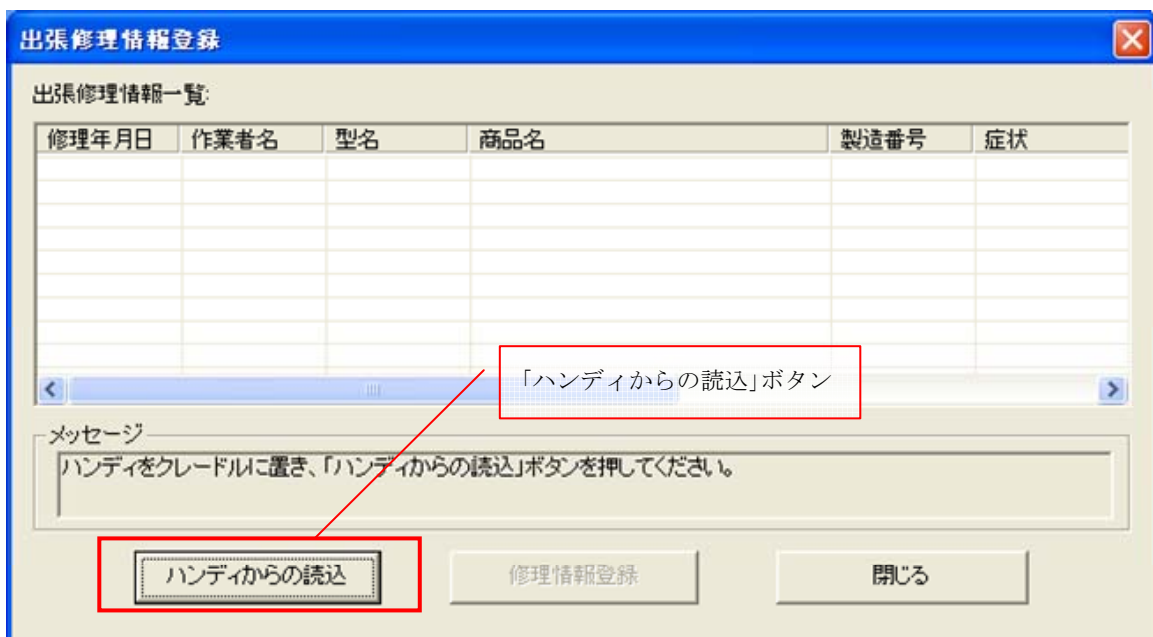 出張修理情報登録
出張修理情報一覧:
修理年月日 作業者名 型名 商品名 製造番号 症状
「ハンディからの読込」ボタン
メッセージ
ハンディをクレードルに置き、「ハンディからの読込」ボタンを押してください。
ハンディからの読込 修理情報登録 閉じる